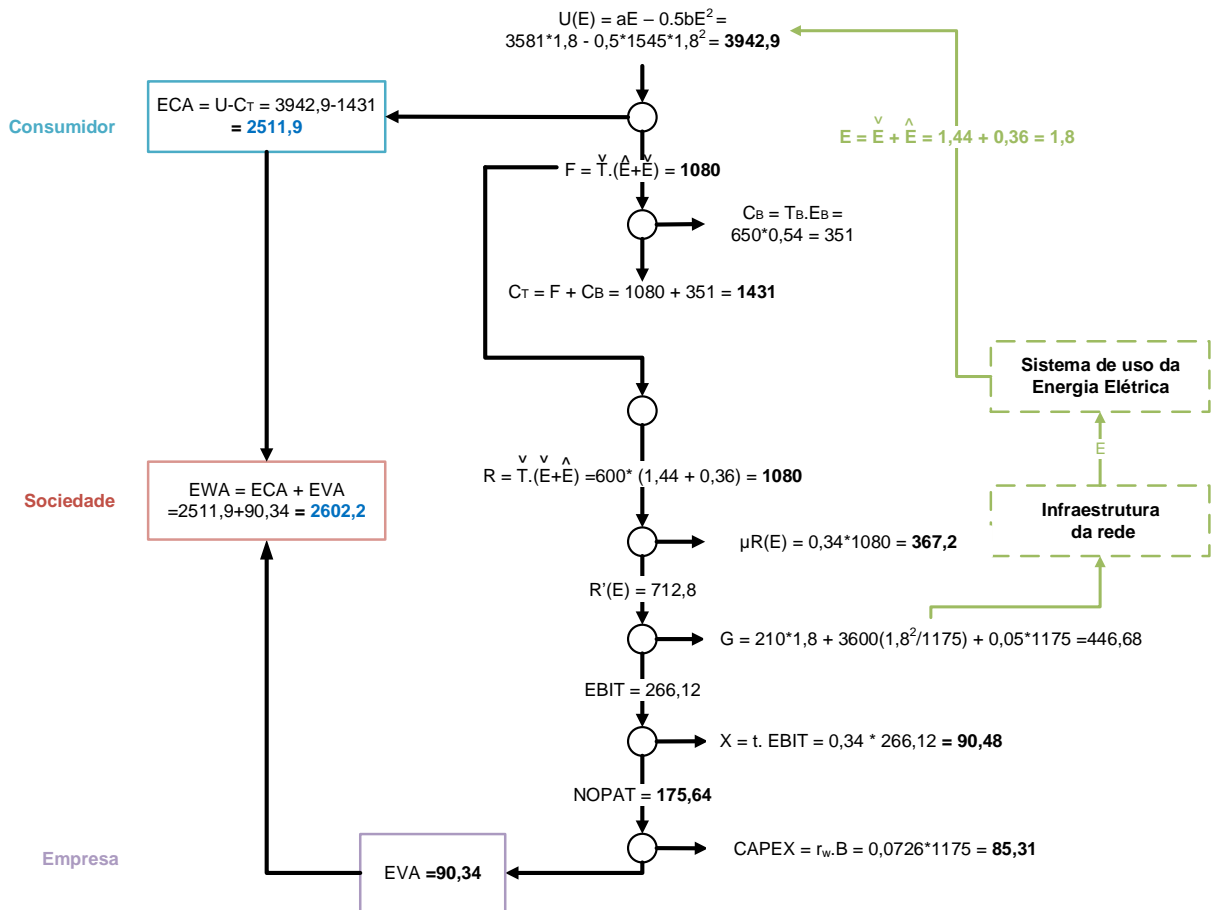 U(E) = aE – 0.5bE² =
3581*1,8 - 0,5*1545*1,8² = 3942,9
Consumidor
ECA = U-CT = 3942,9-1431
= 2511,9
E = Ě + Ê = 1,44 + 0,36 = 1,8
F = Ť.(Ê+Ě) = 1080
CB = TB.EB =
650*0,54 = 351
CT = F + CB = 1080 + 351 = 1431
Sistema de uso da
Energia Elétrica
E
R = Ť.(Ě+Ê) =600* (1,44 + 0,36) = 1080
Sociedade
EWA = ECA + EVA
=2511,9+90,34 = 2602,2
Infraestrutura
da rede
µR(E) = 0,34*1080 = 367,2
R’(E) = 712,8
G = 210*1,8 + 3600(1,8²/1175) + 0,05*1175 =446,68
EBIT = 266,12
X = t. EBIT = 0,34 * 266,12 = 90,48
NOPAT = 175,64
Empresa
EVA =90,34
CAPEX = rw.B = 0,0726*1175 = 85,31